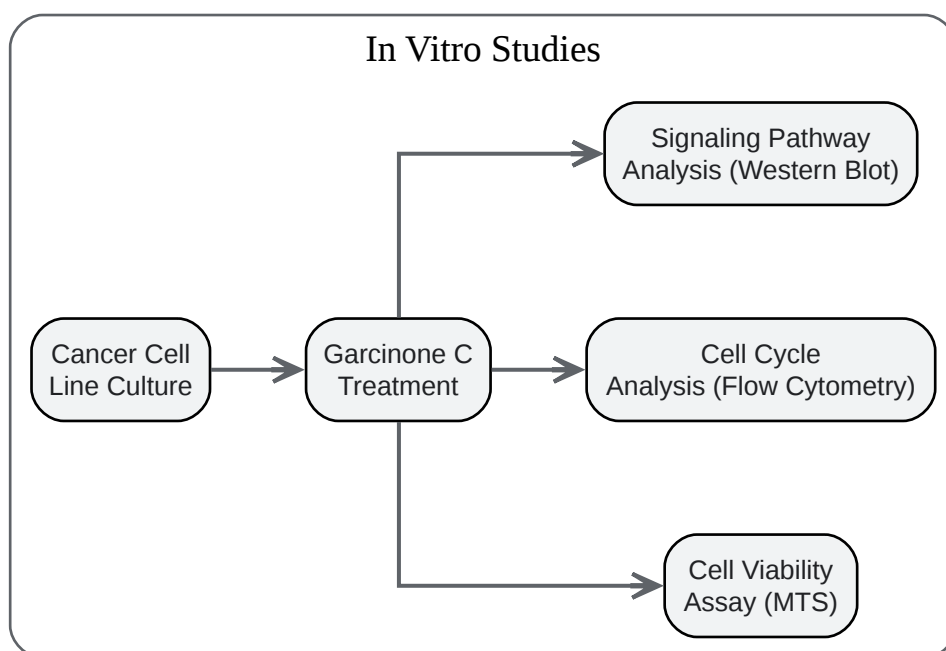 In Vitro Studies
Signaling Pathway
Analysis (Western Blot)
Cancer Cell
Line Culture
Garcinone C
Treatment
Cell Cycle
Analysis (Flow Cytometry)
Cell Viability
Assay (MTS)